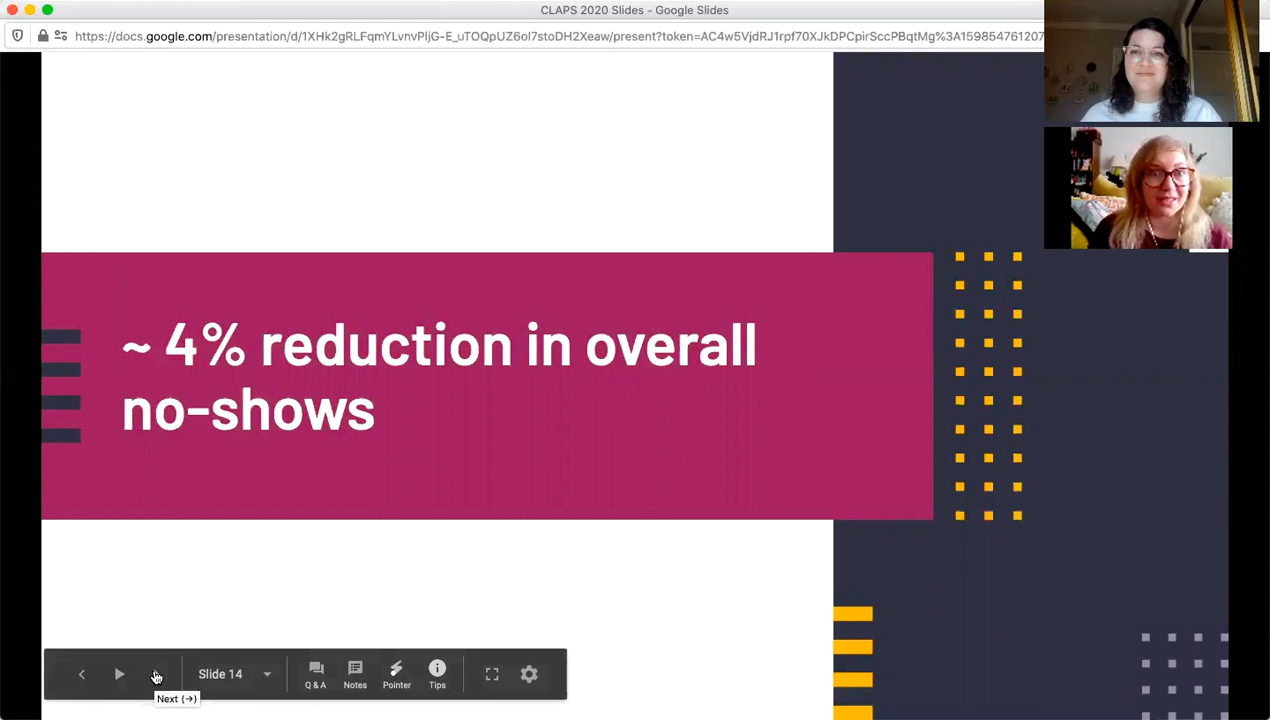 CLAPS 2020 Slides - Google Slides
https://docs.google.com/presentation/d/1XHk2gRLFqmYLvnvPljG-E_uTOQpUZ6ol7stoDH2Xeaw/present?token=AC4w5VjdRJ1rpf70XJkDPCpirSccPBqtMg%3A159854761207
~ 4% reduction in overall
no-shows
Slide 14
Q & A
Notes
Pointer
Tips
Next (→)